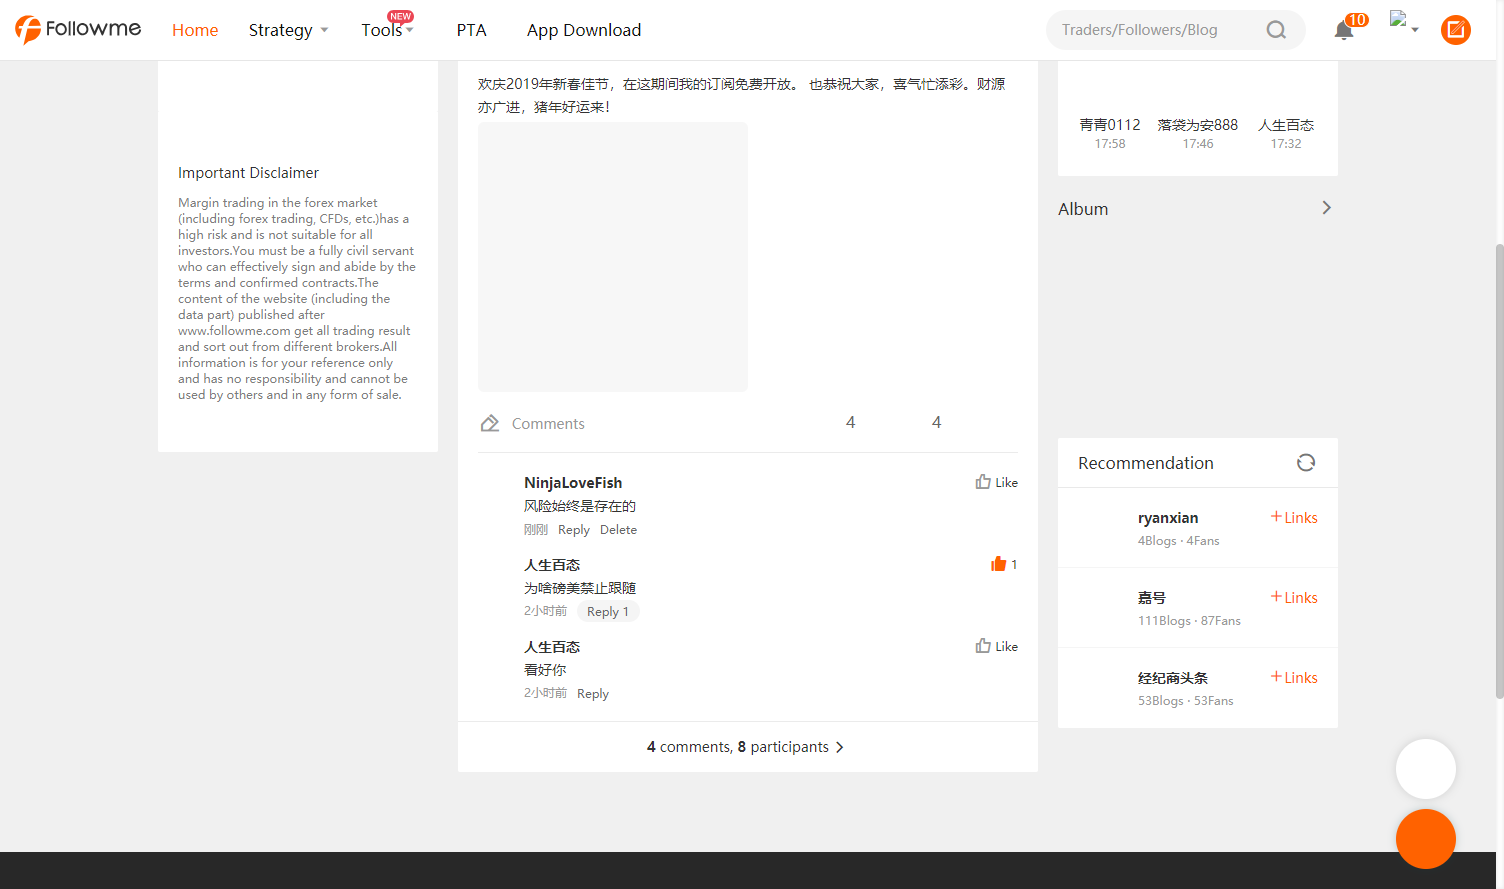 Followme
Home
Strategy
Tools
NEW
PTA
App Download
Traders/Followers/Blog
10
欢庆2019年新春佳节，在这期间我的订阅免费开放。 也恭祝大家，喜气忙添彩。财源
亦广进，猪年好运来！
Important Disclaimer
Margin trading in the forex market
(including forex trading, CFDs, etc.)has a
high risk and is not suitable for all
investors.You must be a fully civil servant
who can effectively sign and abide by the
terms and confirmed contracts.The
content of the website (including the
data part) published after
www.followme.com get all trading result
and sort out from different brokers.All
information is for your reference only
and has no responsibility and cannot be
used by others and in any form of sale.
Comments
4
4
NinjaLoveFish
Like
风险始终是存在的
刚刚 Reply Delete
人生百态
1
为啥磅美禁止跟随
2小时前 Reply 1
人生百态
Like
看好你
2小时前 Reply
4 comments, 8 participants
青青0112 落袋为安888 人生百态
17:58 17:46 17:32
Album
Recommendation
ryanxian
+Links
4Blogs · 4Fans
嘉号
+Links
111Blogs · 87Fans
经纪商头条
+Links
53Blogs · 53Fans